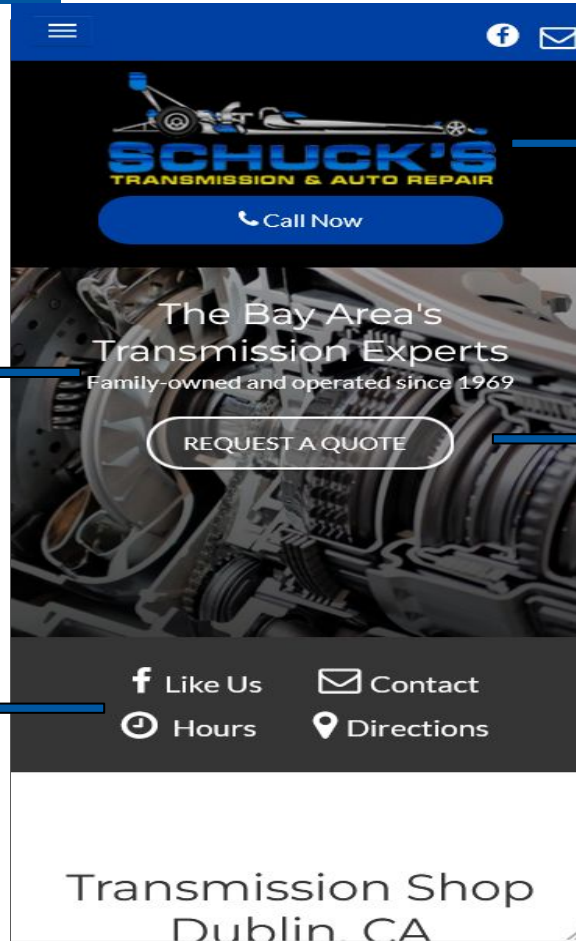 SCHUCK'S
TRANSMISSION & AUTO REPAIR
Call Now
The Bay Area's
Transmission Experts
Family-owned and operated since 1969
REQUEST A QUOTE
Like Us
Contact
Hours
Directions
Transmission Shop
Dublin, CA